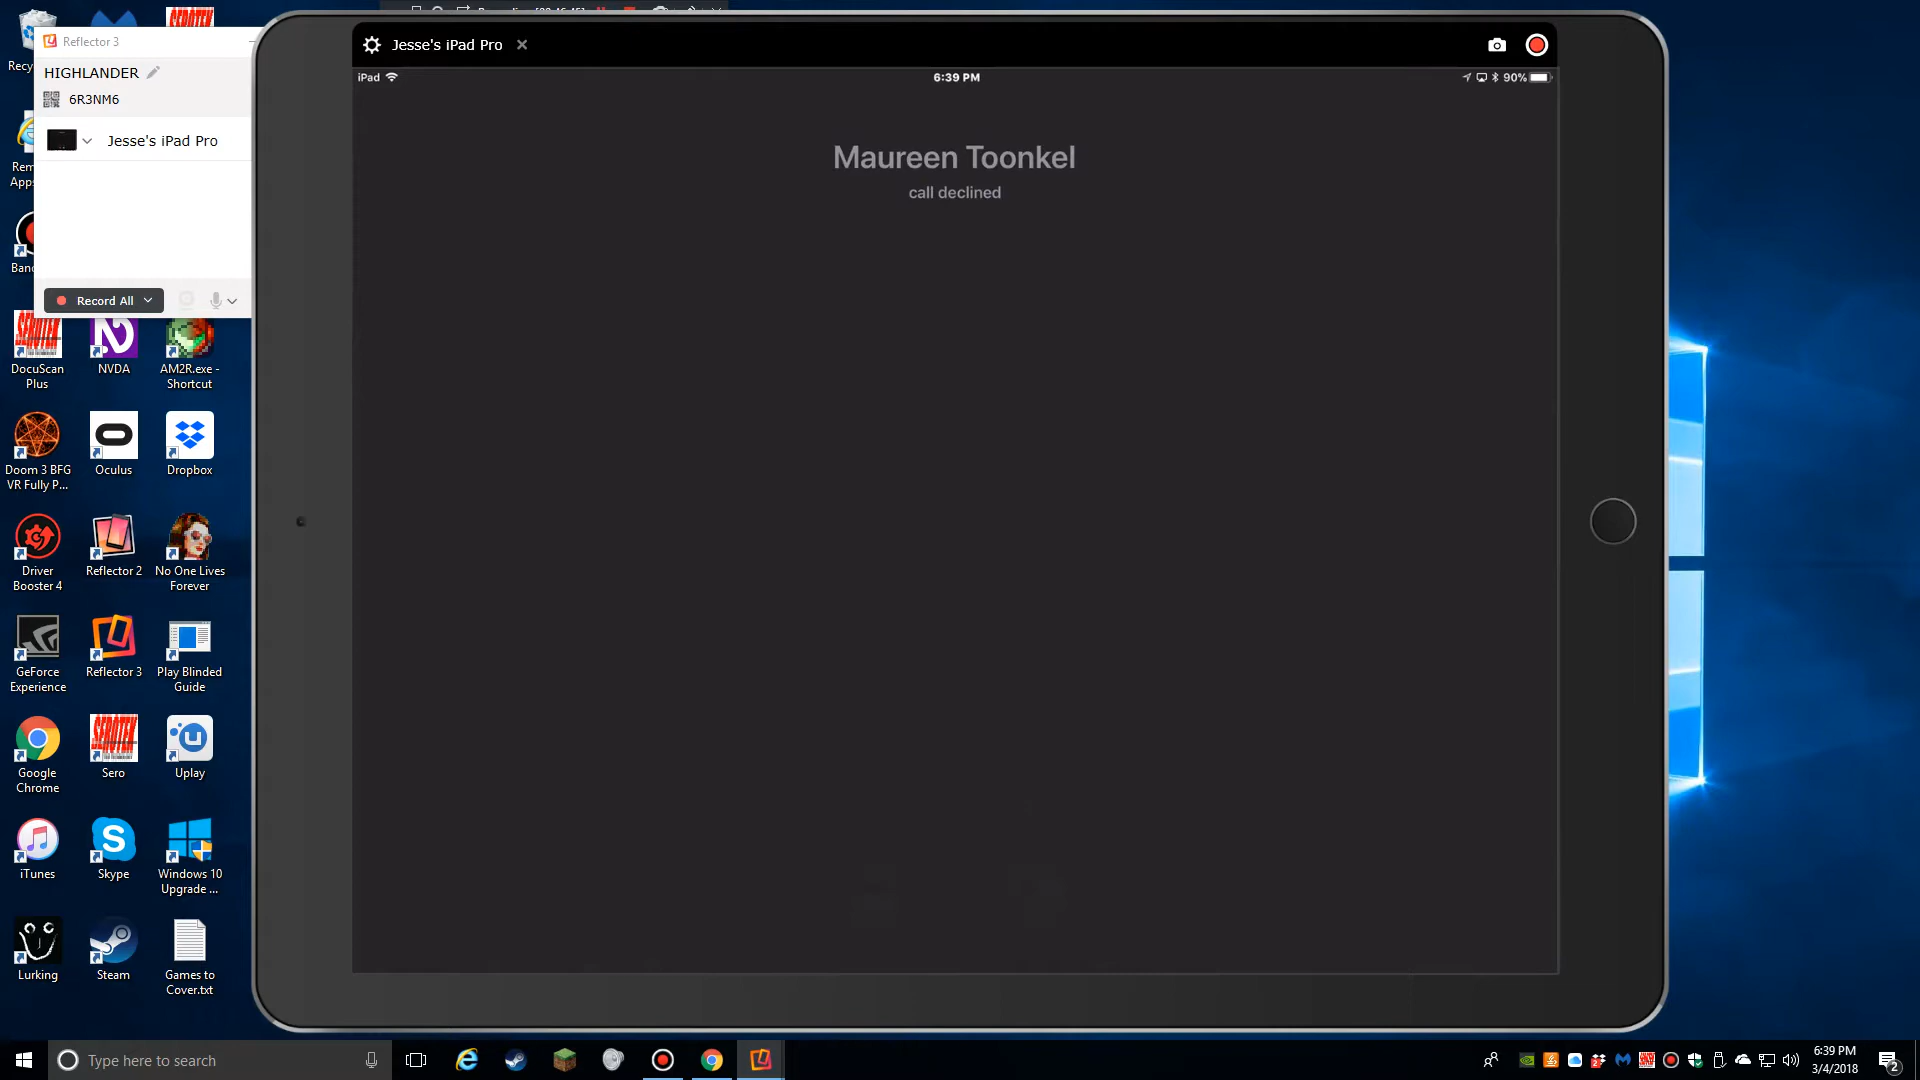 Reflector 3
HIGHLANDER
6R3NM6
Jesse's iPad Pro
Record All
Jesse's iPad Pro
iPad
6:39 PM
90%
Maureen Toonkel
call declined
DocuScan
Plus
NVDA
AM2R.exe -
Shortcut
Doom 3 BFG
VR Fully P...
Oculus
Dropbox
Driver
Booster 4
Reflector 2
No One Lives
Forever
GeForce
Experience
Reflector 3
Play Blinded
Guide
Google
Chrome
SEROTEK
Sero
Uplay
iTunes
Skype
Windows 10
Upgrade ...
Lurking
Steam
Games to
Cover.txt
Type here to search
6:39 PM
3/4/2018
2